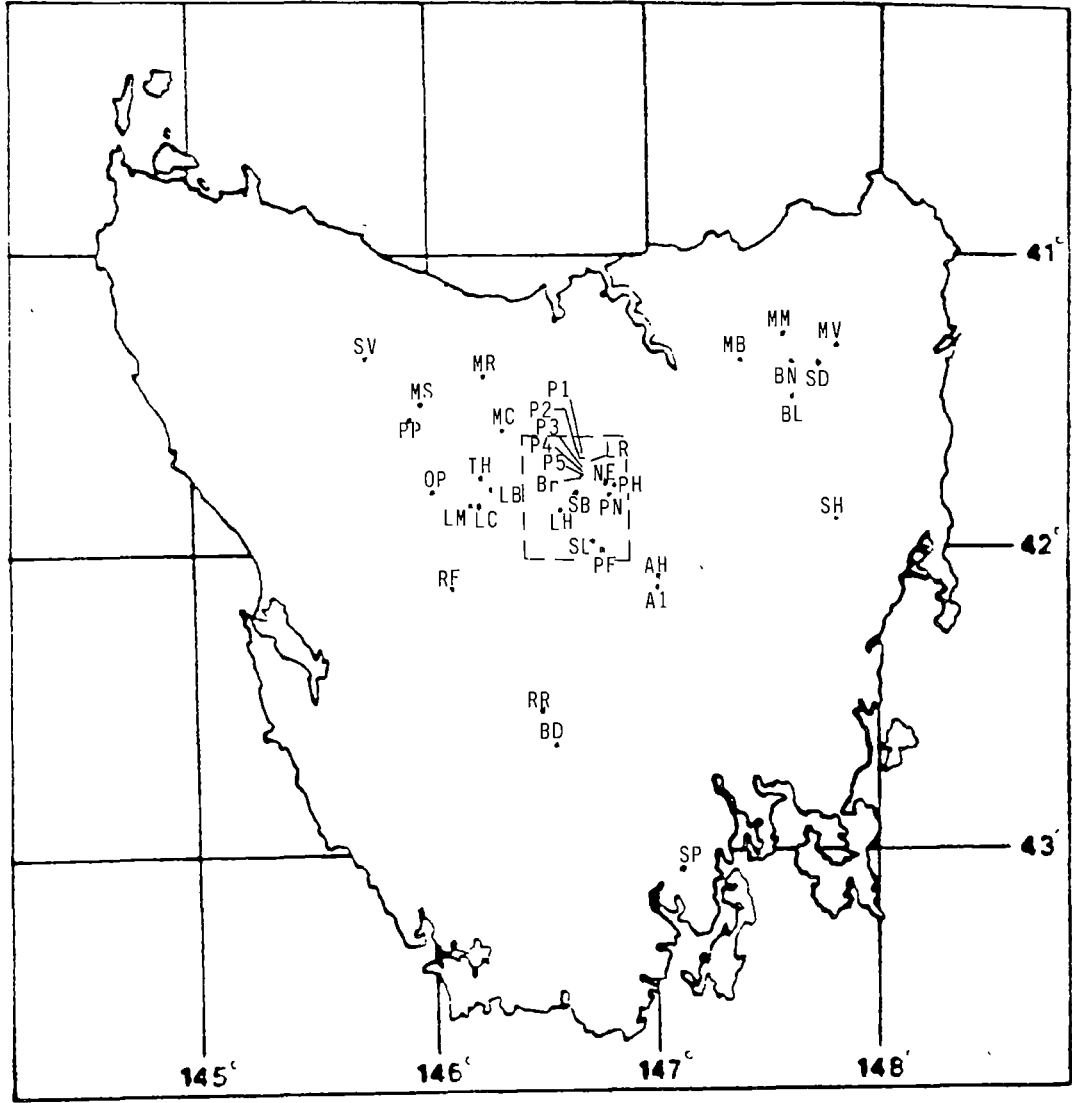 41°
MM
MV
MB
SV
MR
BN SD
P1
MS
P2
BL
MC
PP
P3
P4
LR
P5
TH
NF
OP
Br
PH
LB
SB
PN
SH
LM LC
LH
SL
42°
PF
AH
RF
A1
RR
BD
43°
SP
145° 146° 147° 148°